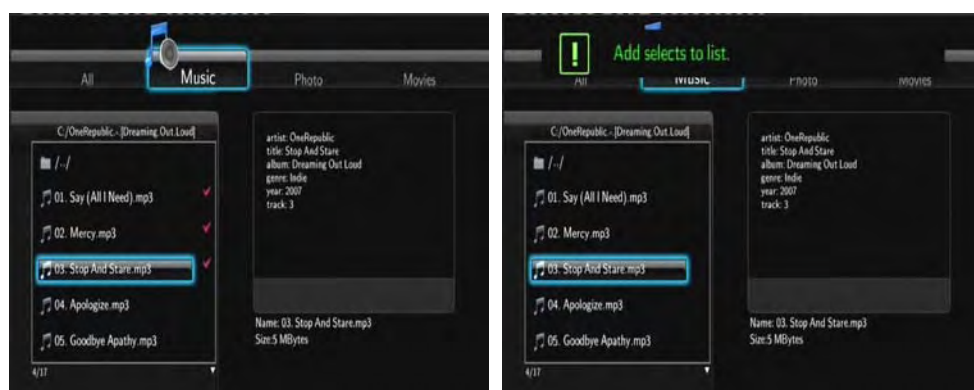 All Music Photo Movies
C:/OneRepublic - [Dreaming Out Loud]
/../
01. Say (All I Need).mp3
02. Mercy.mp3
03. Stop And Stare.mp3
04. Apologize.mp3
05. Goodbye Apathy.mp3
4/17
artist: OneRepublic
title: Stop And Stare
album: Dreaming Out Loud
genre: Indie
year: 2007
track: 3
Name: 03. Stop And Stare.mp3
Size:5 MBytes
! Add selects to list.
All Music Photo Movies
C:/OneRepublic - [Dreaming Out Loud]
/../
01. Say (All I Need).mp3
02. Mercy.mp3
03. Stop And Stare.mp3
04. Apologize.mp3
05. Goodbye Apathy.mp3
4/17
artist: OneRepublic
title: Stop And Stare
album: Dreaming Out Loud
genre: Indie
year: 2007
track: 3
Name: 03. Stop And Stare.mp3
Size:5 MBytes